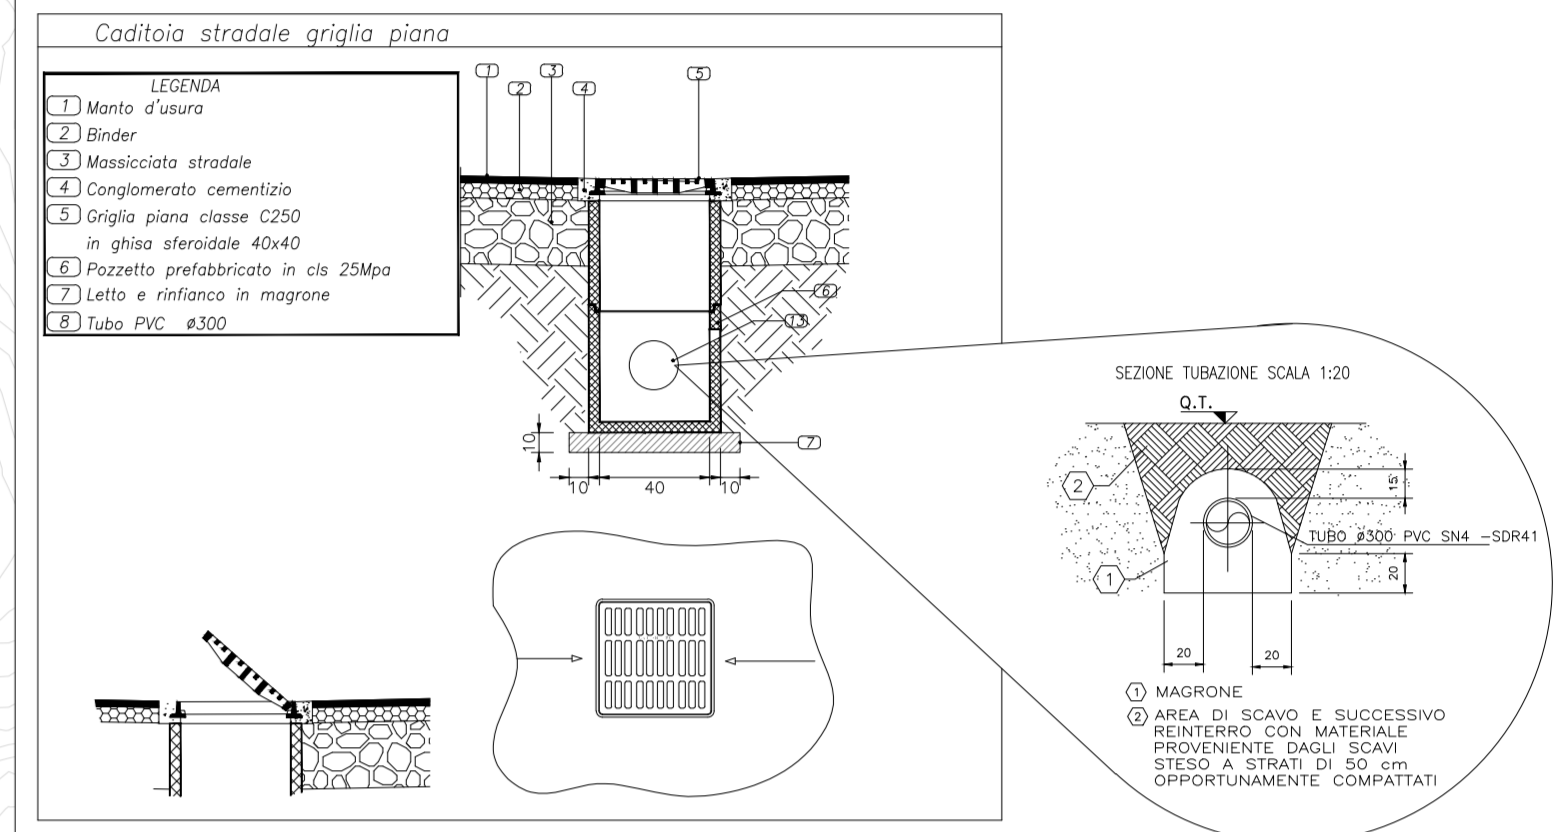 Caditoia stradale griglia piana
LEGENDA
1 Manto d'usura
2 Binder
3 Massicciata stradale
4 Conglomerato cementizio
5 Griglia piana classe C250
in ghisa sferoidale 40x40
6 Pozzetto prefabbricato in cls 25Mpa
7 Letto e rinfianco in magrone
8 Tubo PVC ø300
1
2
3
4
5
6
13
7
10
10
40
10
SEZIONE TUBAZIONE SCALA 1:20
Q.T.
2
15
TUBO ø300 PVC SN4 -SDR41
1
20
20
20
1 MAGRONE
2 AREA DI SCAVO E SUCCESSIVO
REINTERRO CON MATERIALE
PROVENIENTE DAGLI SCAVI
STESO A STRATI DI 50 cm
OPPORTUNAMENTE COMPATTATI